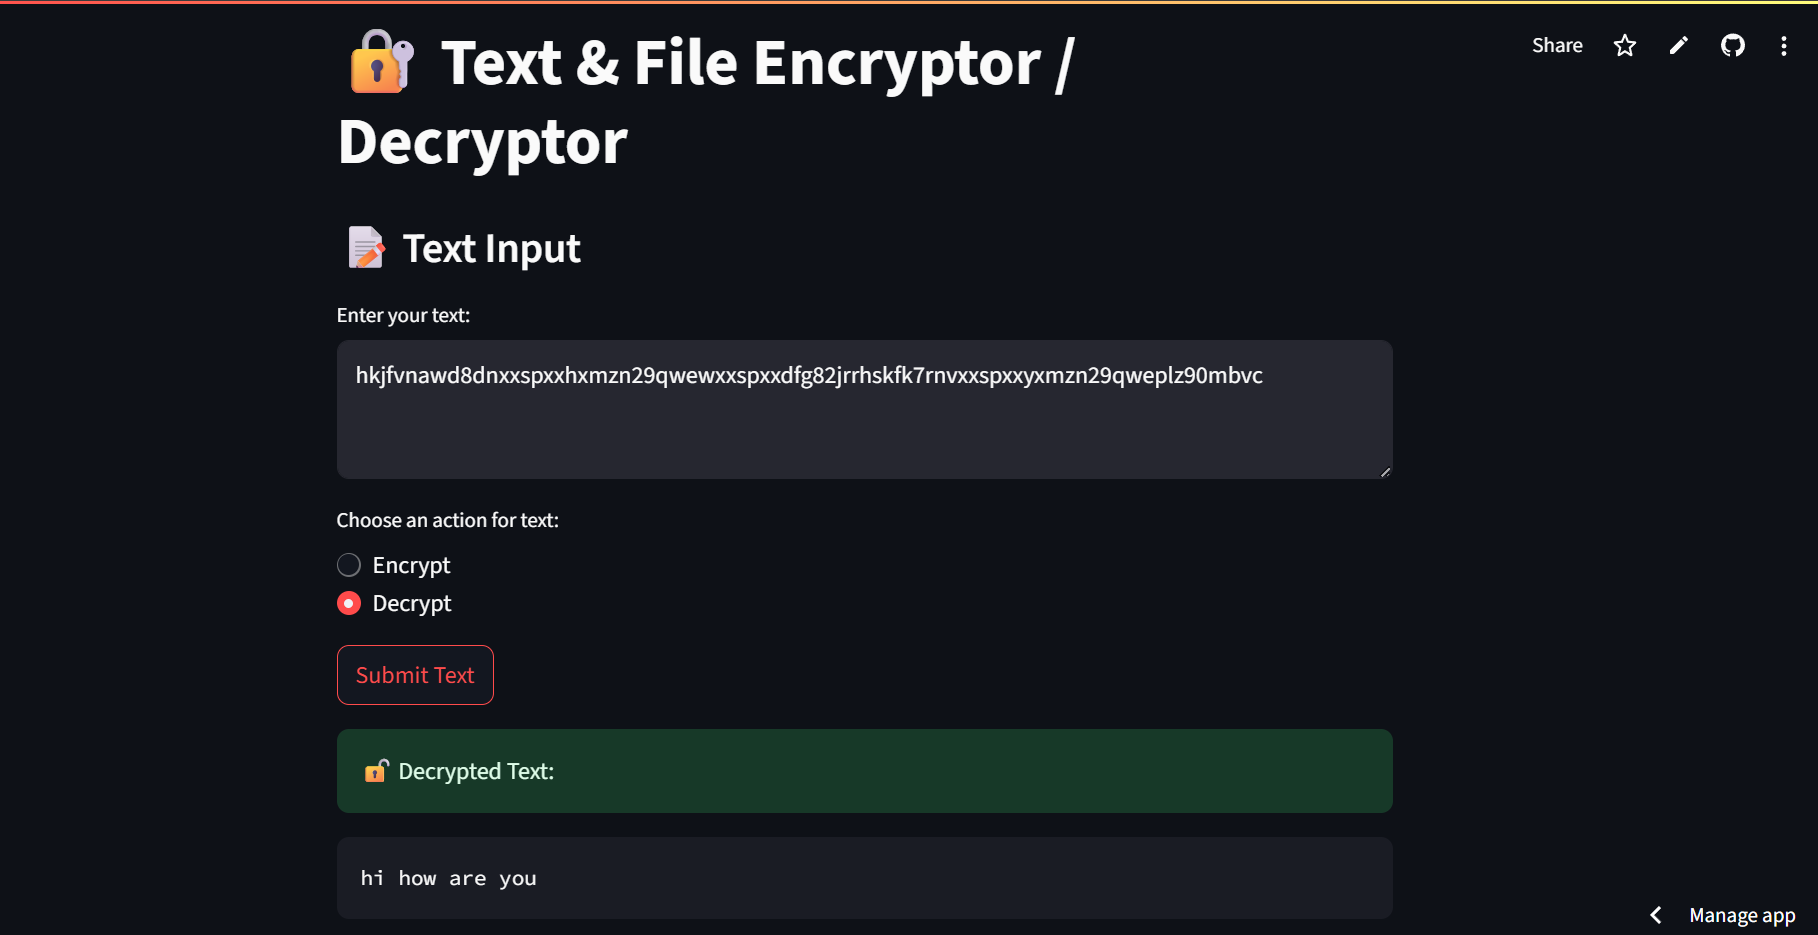 Share
Text & File Encryptor /
Decryptor
Text Input
Enter your text:
hkjfvnawd8dnxxspxxhxmzn29qwewxxspxxdfg82jrrhskfk7rnvxxspxxyxmzn29qweplz90mbvc
Choose an action for text:
Encrypt
Decrypt
Submit Text
Decrypted Text:
hi how are you
Manage app